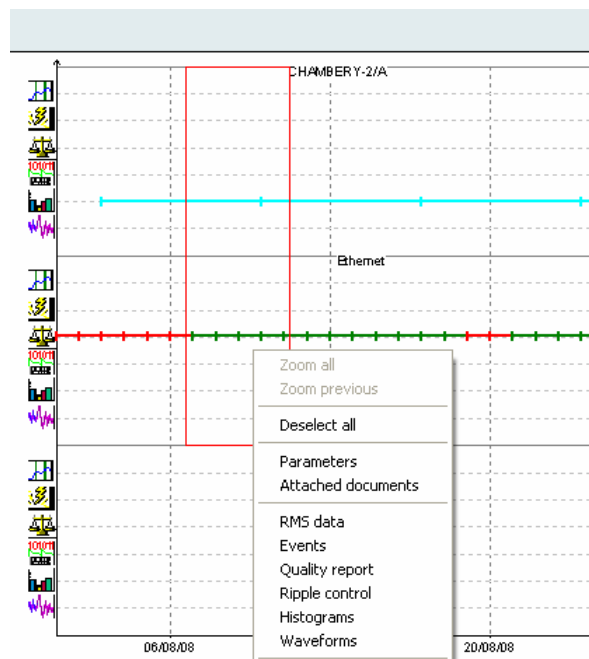 CHAMBERY-2/A
Ethernet
Zoom all
Zoom previous
Deselect all
Parameters
Attached documents
RMS data
Events
Quality report
Ripple control
Histograms
Waveforms
06/08/08
20/08/08